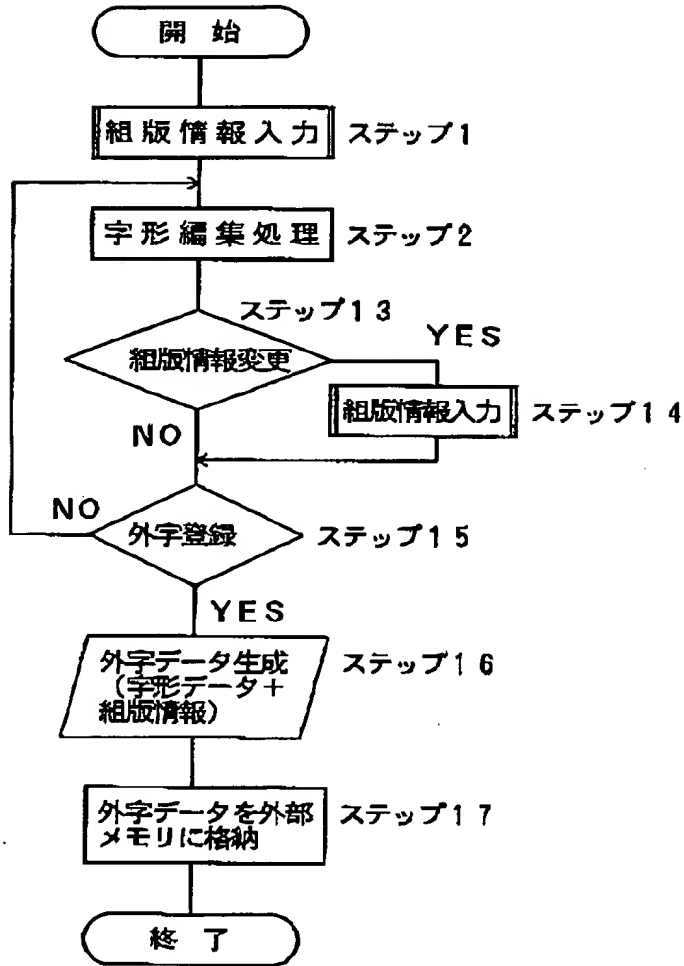 開始
組版情報入力 ステップ1
字形編集処理 ステップ2
ステップ13
組版情報変更
YES
組版情報入力 ステップ14
NO
NO
外字登録 ステップ15
YES
外字データ生成 ステップ16
(字形データ+
組版情報)
外字データを外部 ステップ17
メモリに格納
終了